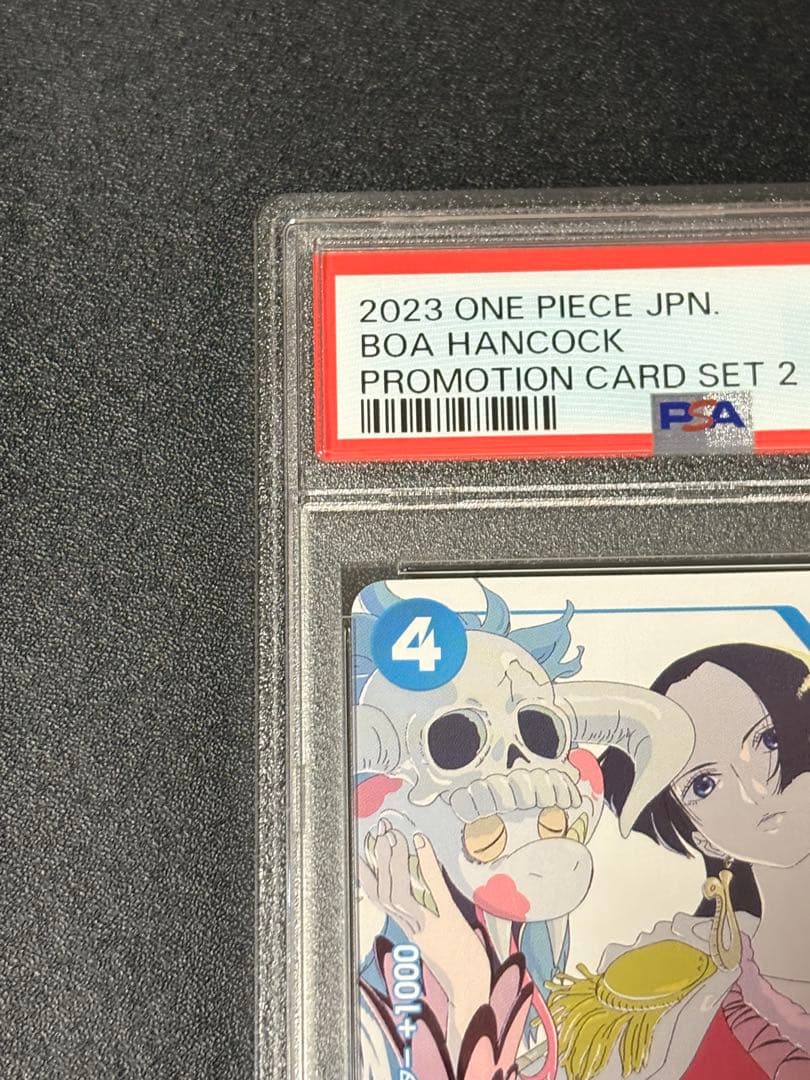 2023 ONE PIECE JPN.
BOA HANCOCK
PROMOTION CARD SET 2
PSA
4
+1000